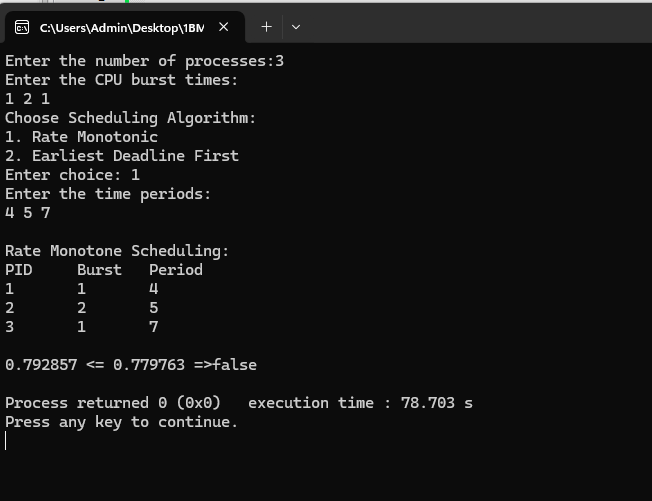 C:\Users\Admin\Desktop\1BM
Enter the number of processes:3
Enter the CPU burst times:
1 2 1
Choose Scheduling Algorithm:
1. Rate Monotonic
2. Earliest Deadline First
Enter choice: 1
Enter the time periods:
4 5 7
Rate Monotone Scheduling:
PID Burst Period
1 1 4
2 2 5
3 1 7
0.792857 <= 0.779763 =>false
Process returned 0 (0x0) execution time : 78.703 s
Press any key to continue.